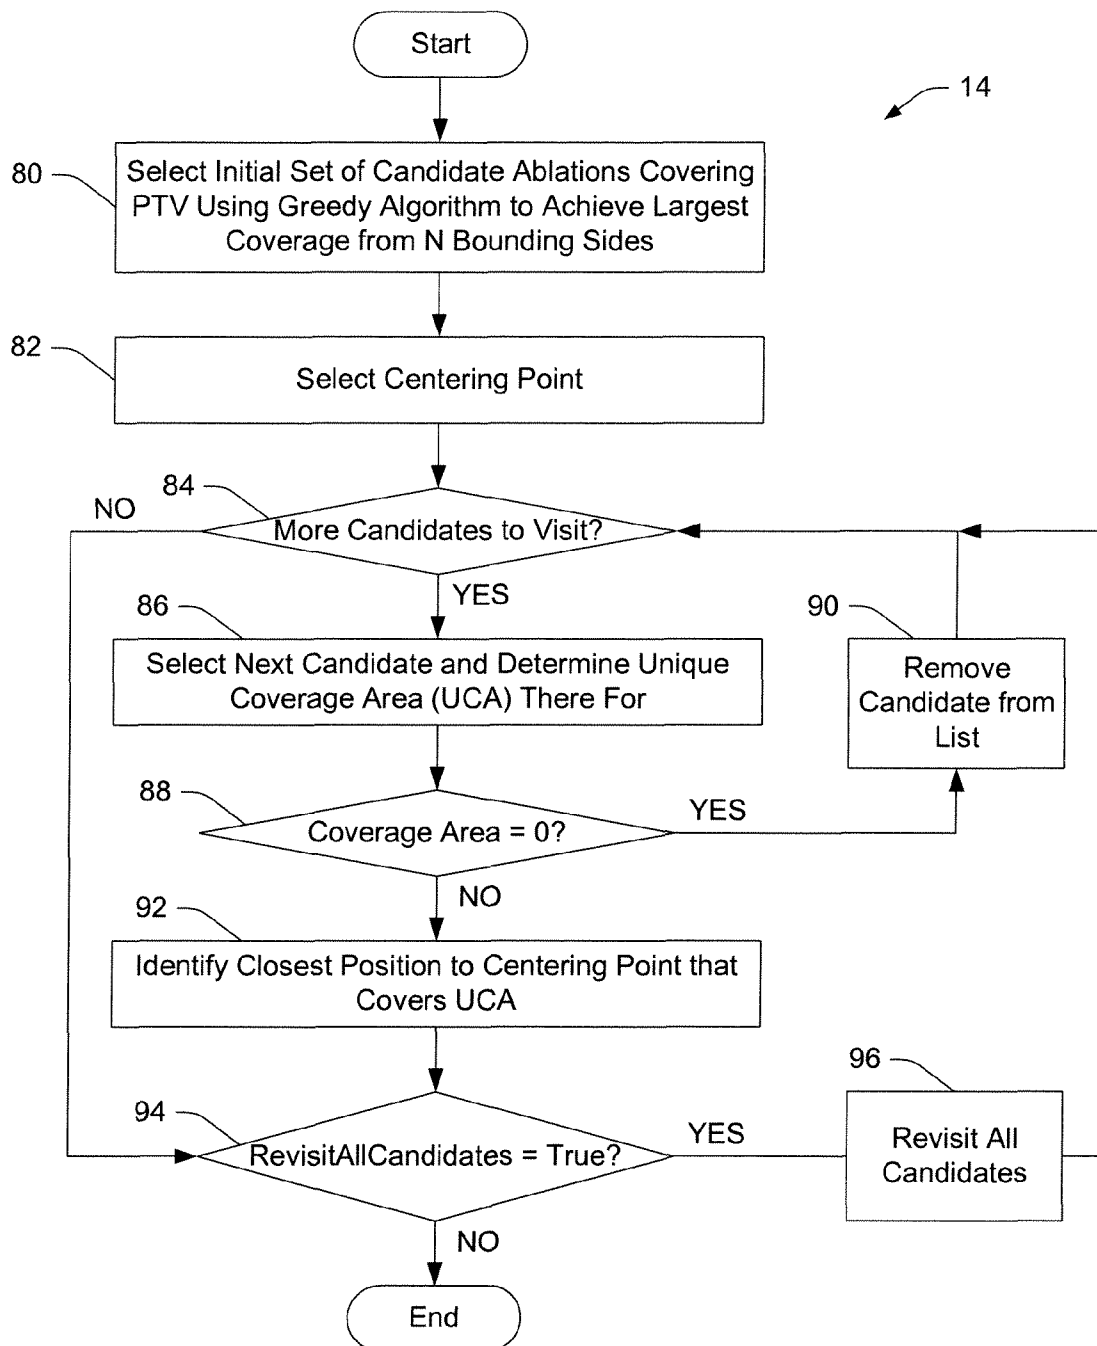 Start
14
80
Select Initial Set of Candidate Ablations Covering
PTV Using Greedy Algorithm to Achieve Largest
Coverage from N Bounding Sides
82
Select Centering Point
84
NO
More Candidates to Visit?
YES
86
90
Select Next Candidate and Determine Unique
Coverage Area (UCA) There For
Remove
Candidate from
List
88
Coverage Area = 0?
YES
NO
92
Identify Closest Position to Centering Point that
Covers UCA
96
94
RevisitAllCandidates = True?
YES
Revisit All
Candidates
NO
End